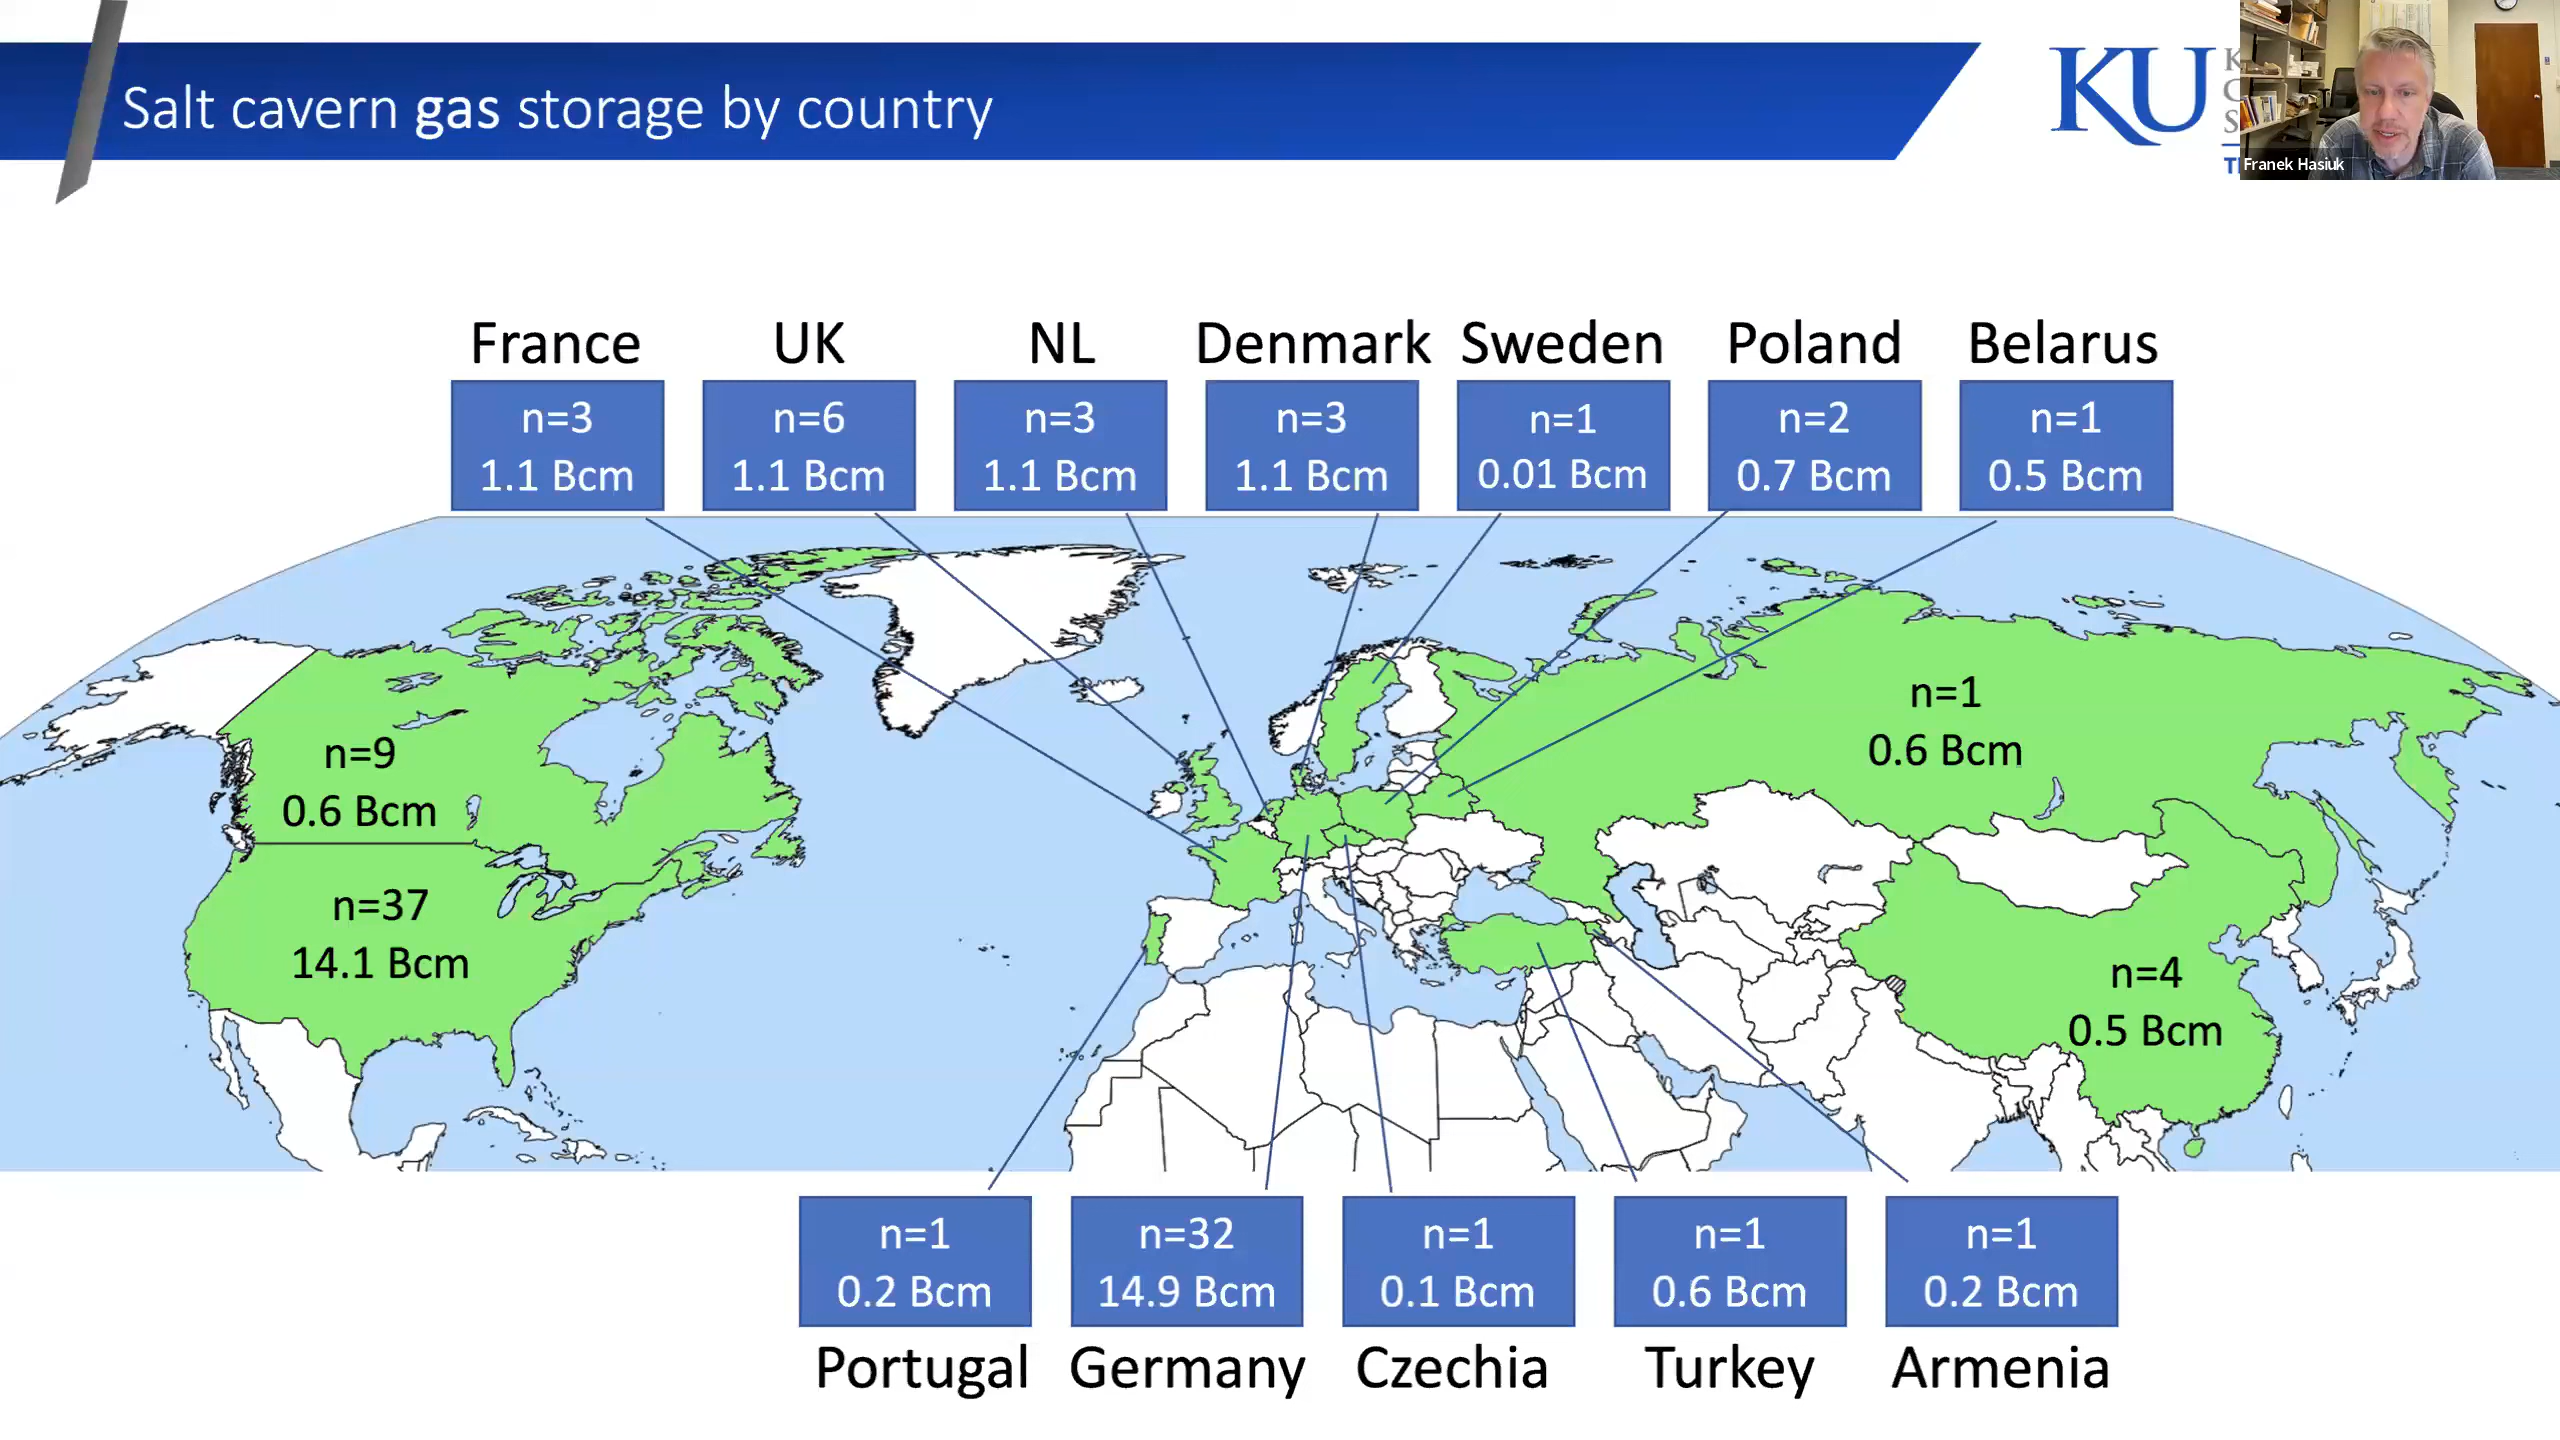 Salt cavern gas storage by country
KU
Franek Hasiuk
France UK NL Denmark Sweden Poland Belarus
n=3 n=6 n=3 n=3 n=1 n=2 n=1
1.1 Bcm 1.1 Bcm 1.1 Bcm 1.1 Bcm 0.01 Bcm 0.7 Bcm 0.5 Bcm
n=1
0.6 Bcm
n=9
0.6 Bcm
n=37
14.1 Bcm
n=4
0.5 Bcm
n=1 n=32 n=1 n=1 n=1
0.2 Bcm 14.9 Bcm 0.1 Bcm 0.6 Bcm 0.2 Bcm
Portugal Germany Czechia Turkey Armenia